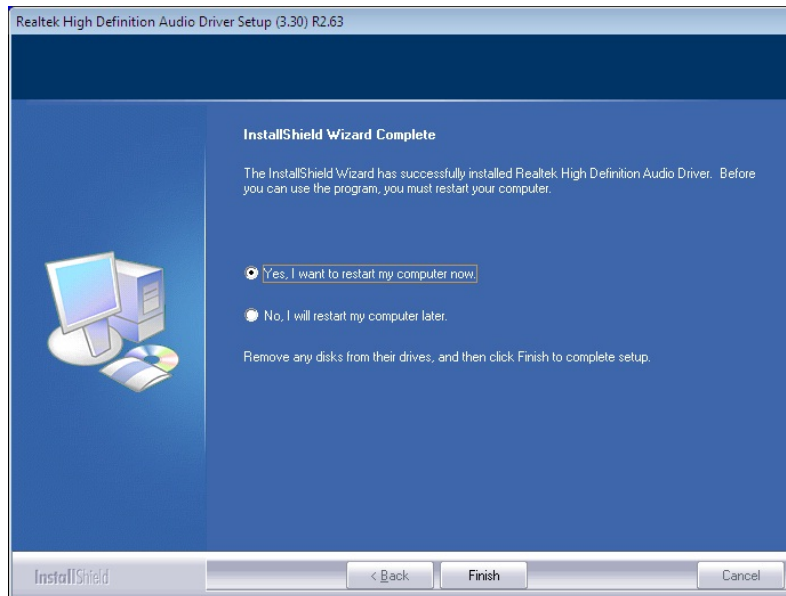 Realtek High Definition Audio Driver Setup (3.30) R2.63
InstallShield Wizard Complete
The InstallShield Wizard has successfully installed Realtek High Definition Audio Driver. Before
you can use the program, you must restart your computer.
Yes, I want to restart my computer now.
No, I will restart my computer later.
Remove any disks from their drives, and then click Finish to complete setup.
InstallShield
< Back Finish Cancel